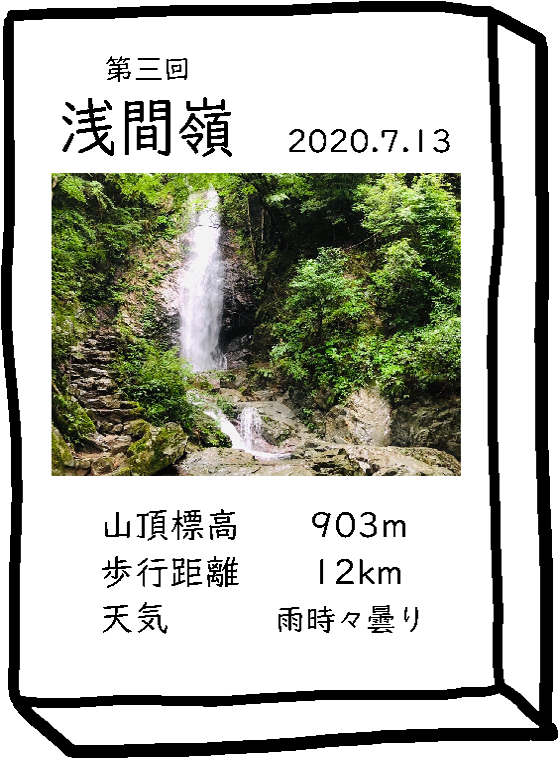 第三回
浅間嶺 2020.7.13
山頂標高 903m
歩行距離 12km
天気 雨時々曇り